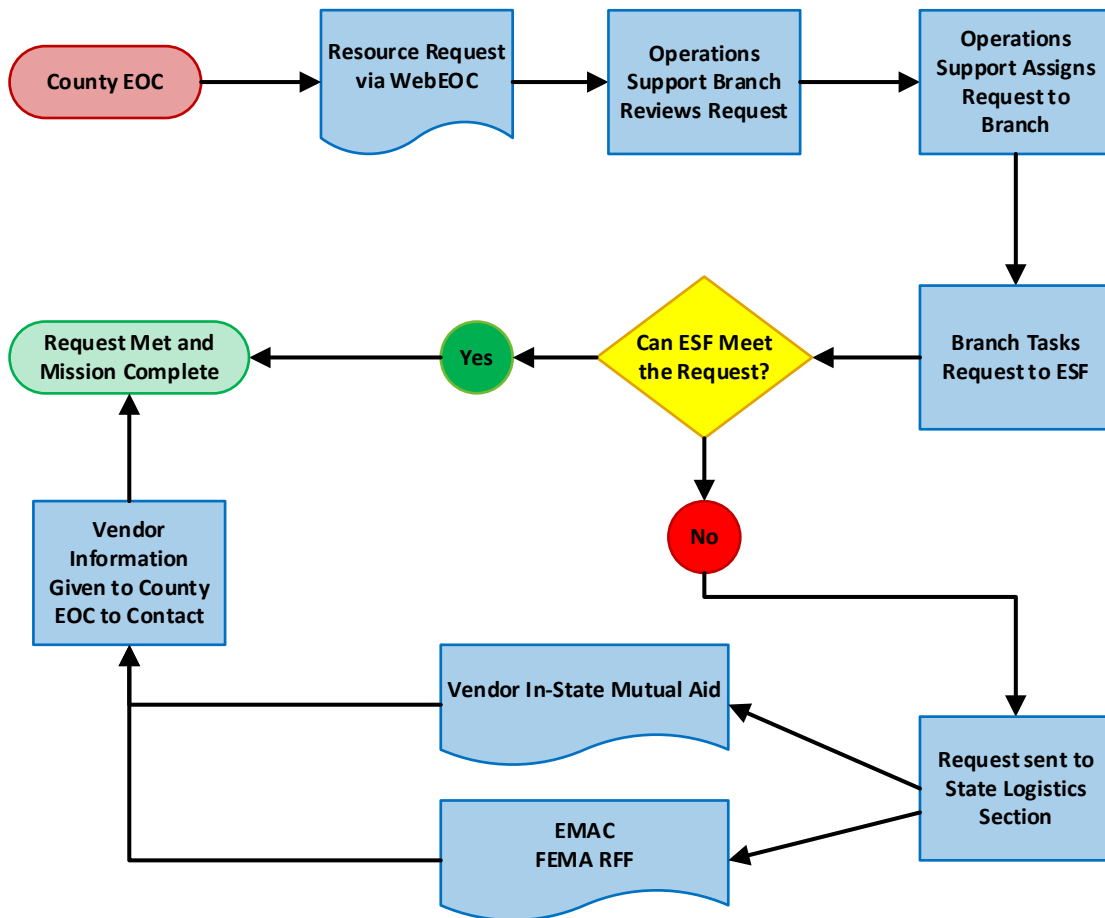 County EOC
Resource Request
via WebEOC
Operations
Support Branch
Reviews Request
Operations
Support Assigns
Request to
Branch
Request Met and
Mission Complete
Yes
Can ESF Meet
the Request?
Branch Tasks
Request to ESF
No
Vendor
Information
Given to County
EOC to Contact
Vendor In-State Mutual Aid
Request sent to
State Logistics
Section
EMAC
FEMA RFF